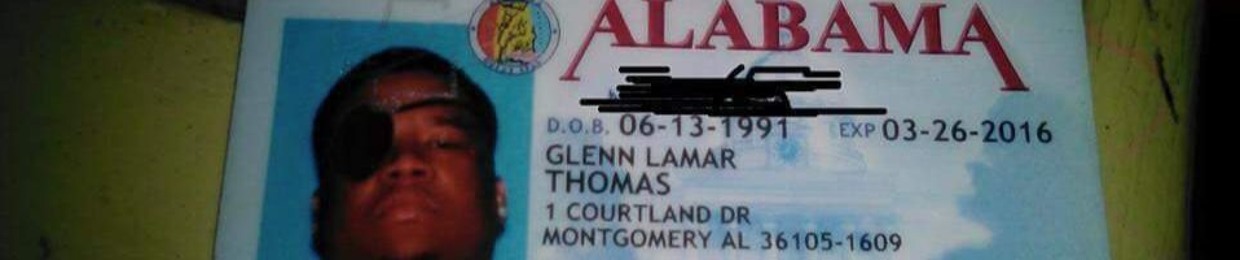 ALABAMA
D.O.B. 06-13-1991 EXP 03-26-2016
GLENN LAMAR
THOMAS
1 COURTLAND DR
MONTGOMERY AL 36105-1609